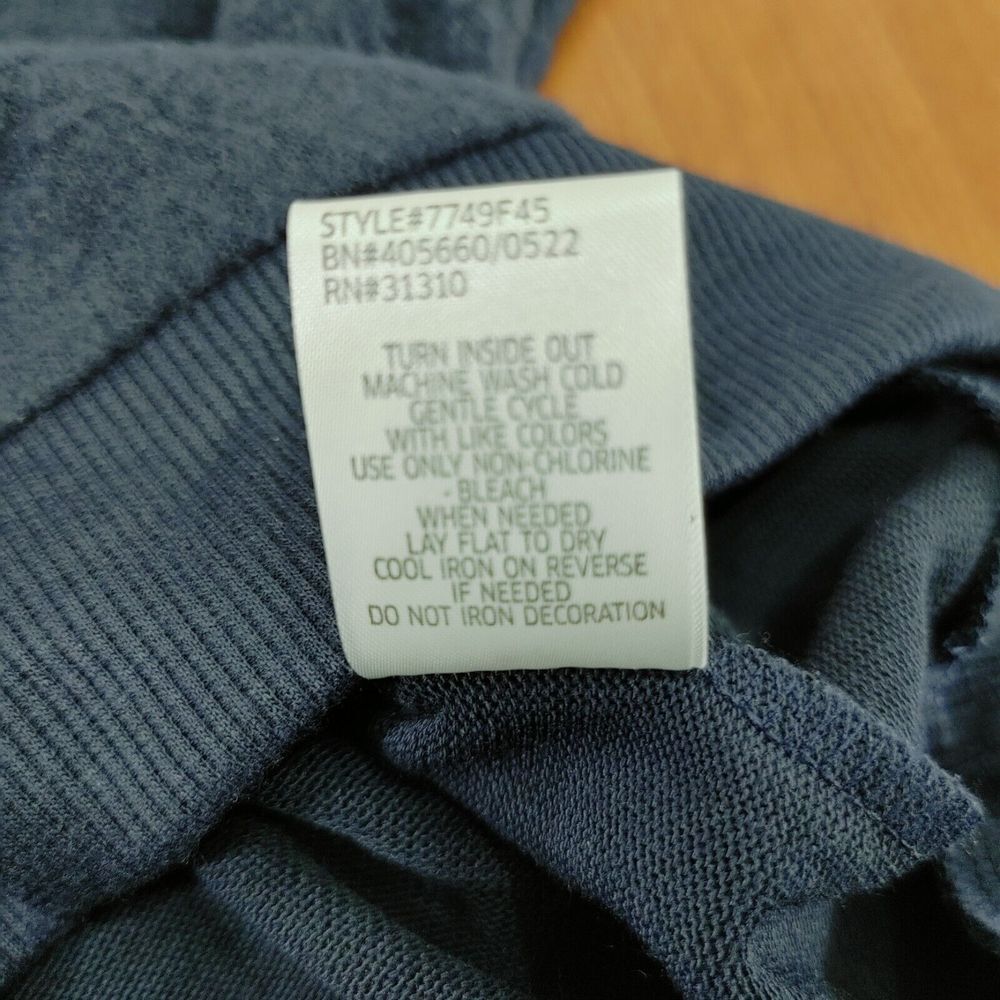 STYLE#7749F45
BN#405660/0522
RN#31310
TURN INSIDE OUT
MACHINE WASH COLD
GENTLE CYCLE
WITH LIKE COLORS
USE ONLY NON-CHLORINE
- BLEACH
WHEN NEEDED
LAY FLAT TO DRY
COOL IRON ON REVERSE
IF NEEDED
DO NOT IRON DECORATION